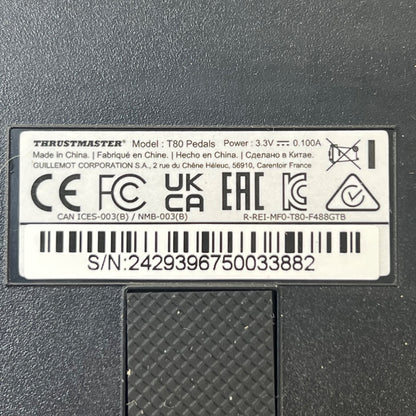 THRUSTMASTER® Model : T80 Pedals Power : 3.3V ⎓ 0.100A
Made in China. | Fabriqué en Chine. | Hecho en China. | Сделано в Китае.
GUILLEMOT CORPORATION S.A., 2 rue du Chêne Héleuc, 56910, Carentoir France
CE FC UK CA EAC
CAN ICES-003(B) / NMB-003(B) R-REI-MF0-T80-F488GTB
S/N:2429396750033882